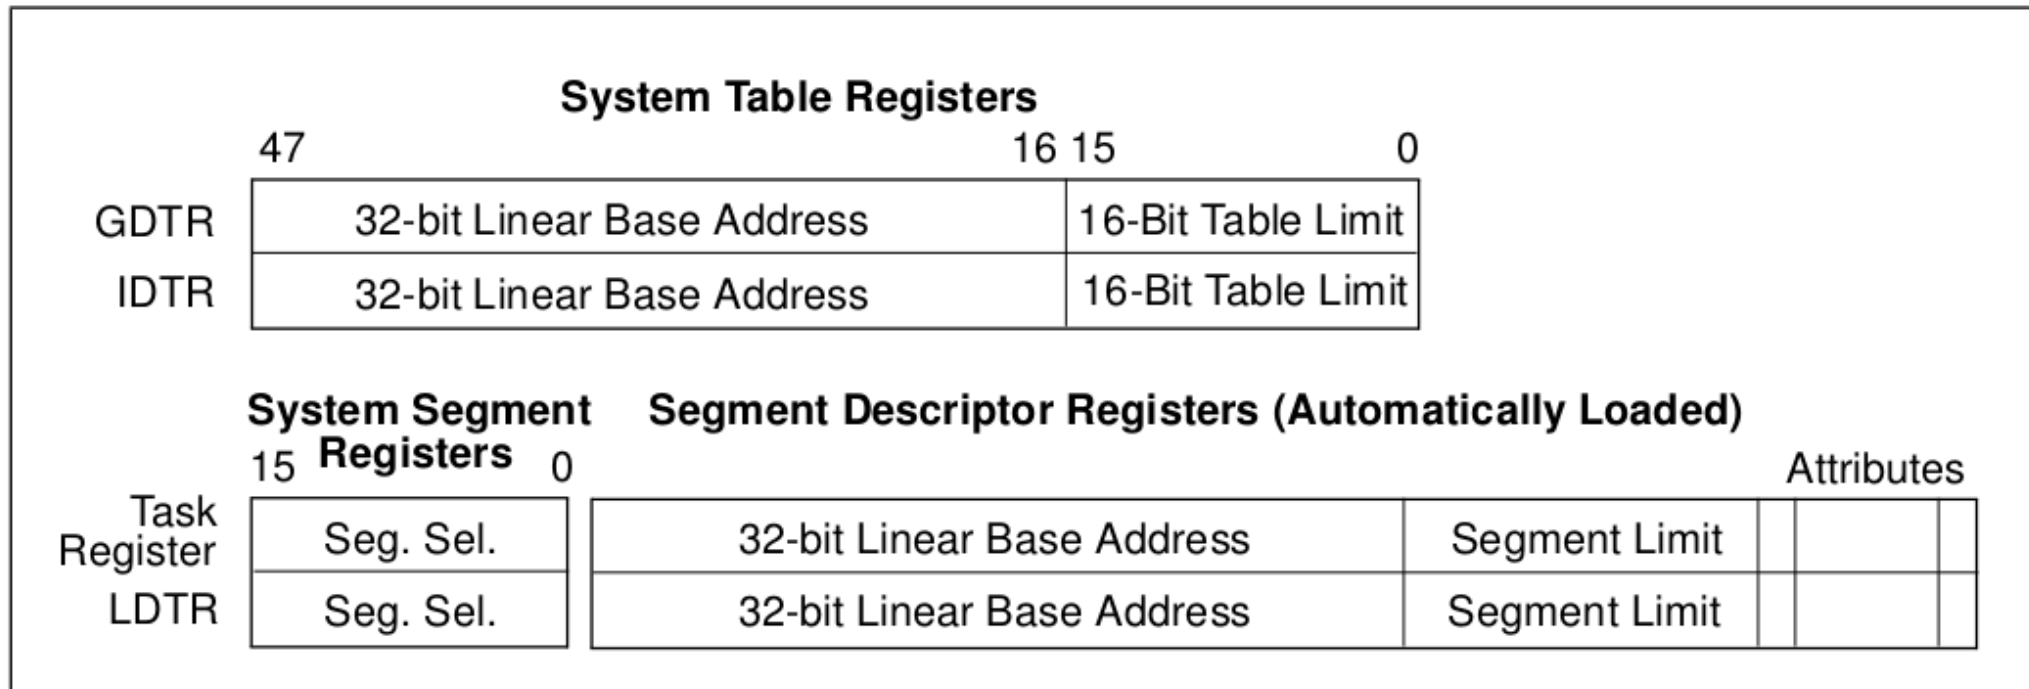 System Table Registers
47 16 15 0
GDTR 32-bit Linear Base Address 16-Bit Table Limit
IDTR 32-bit Linear Base Address 16-Bit Table Limit
System Segment Segment Descriptor Registers (Automatically Loaded)
15 Registers 0 Attributes
Task
Register Seg. Sel. 32-bit Linear Base Address Segment Limit
LDTR Seg. Sel. 32-bit Linear Base Address Segment Limit